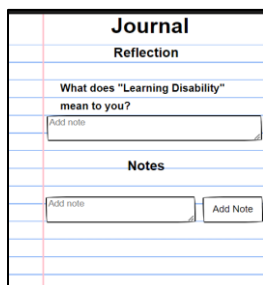 Journal
Reflection
What does "Learning Disability"
mean to you?
Add note
Notes
Add note
Add Note